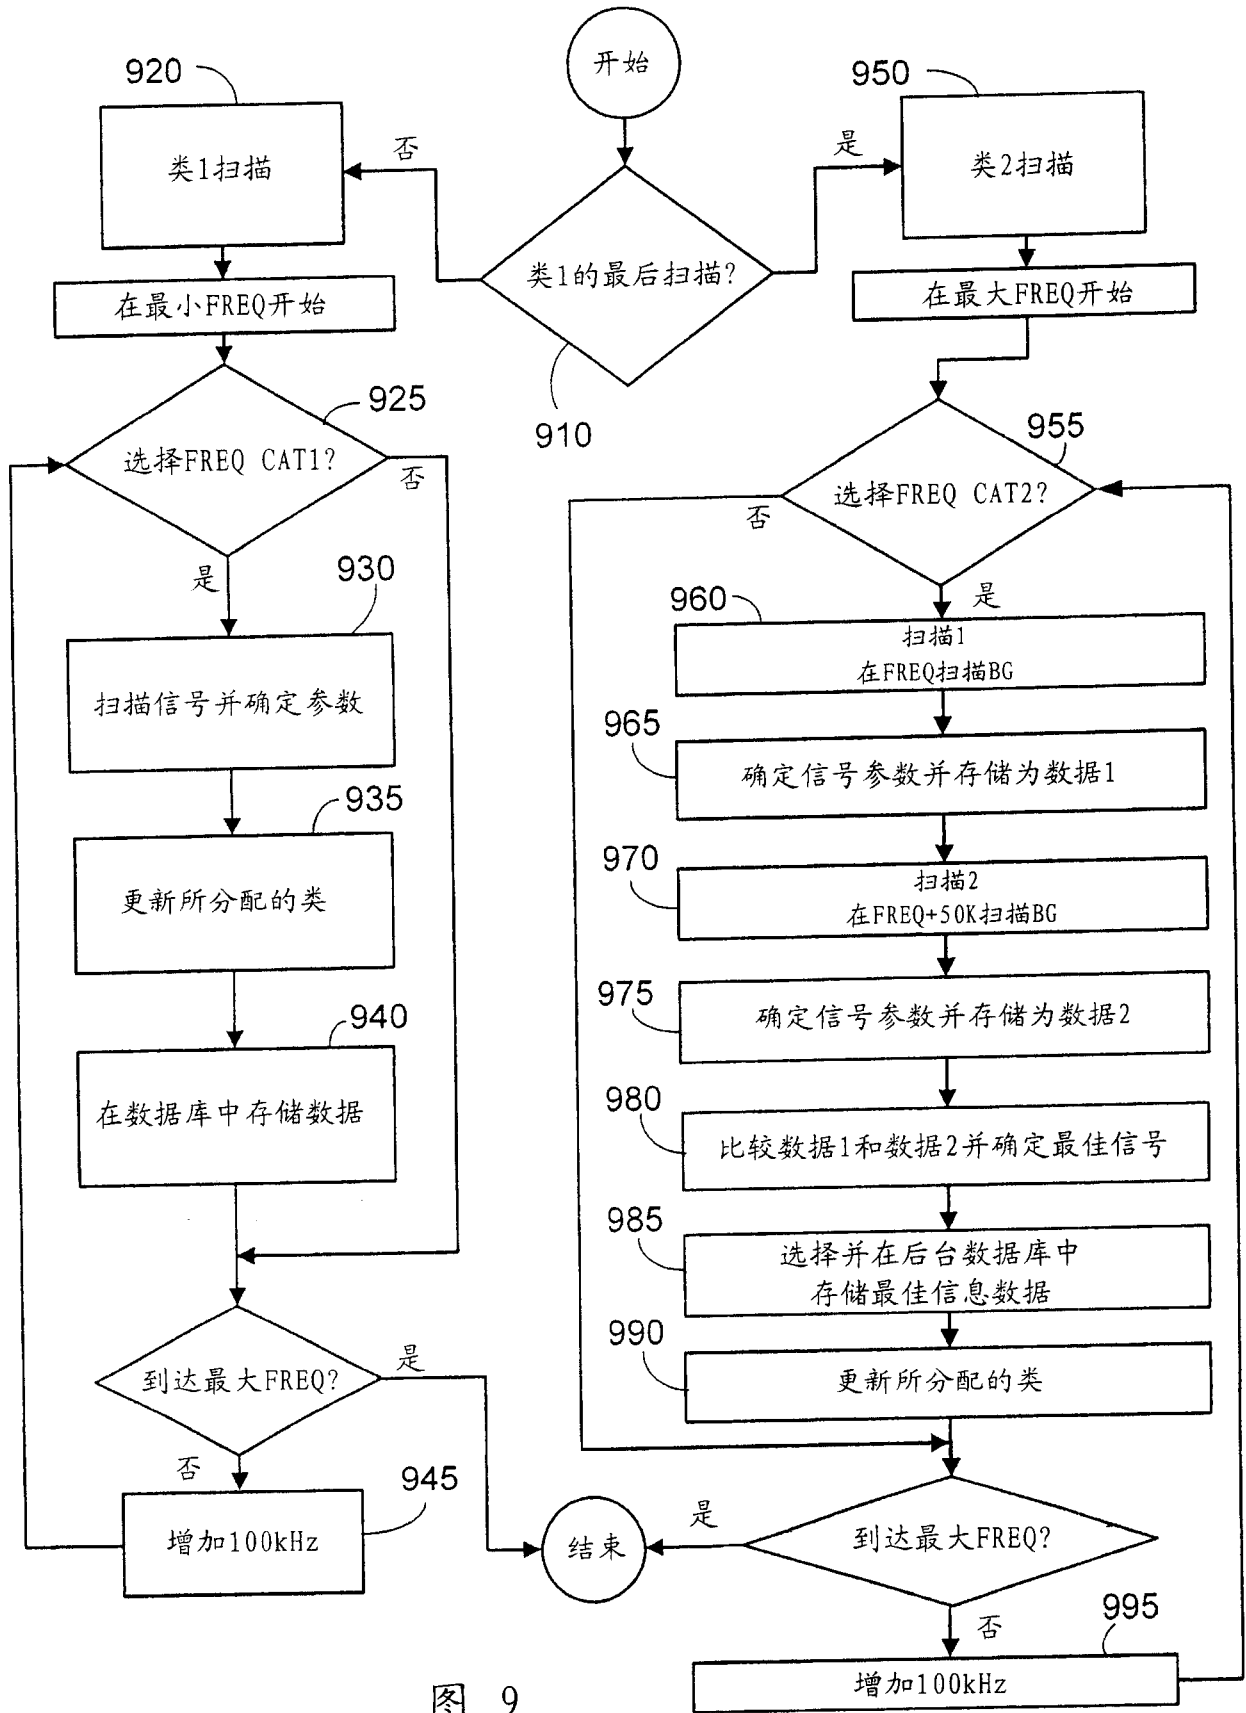 开始
920
类1扫描
否
是
950
类2扫描
类1的最后扫描?
910
在最小FREQ开始
在最大FREQ开始
925
选择FREQ CAT1?
否
是
930
扫描信号并确定参数
935
更新所分配的类
940
在数据库中存储数据
到达最大FREQ?
是
否
945
增加100kHz
955
选择FREQ CAT2?
否
是
960
扫描1
在FREQ扫描BG
965
确定信号参数并存储为数据1
970
扫描2
在FREQ+50K扫描BG
975
确定信号参数并存储为数据2
980
比较数据1和数据2并确定最佳信号
985
选择并在后台数据库中
存储最佳信息数据
990
更新所分配的类
到达最大FREQ?
是
结束
否
995
增加100kHz
图 9